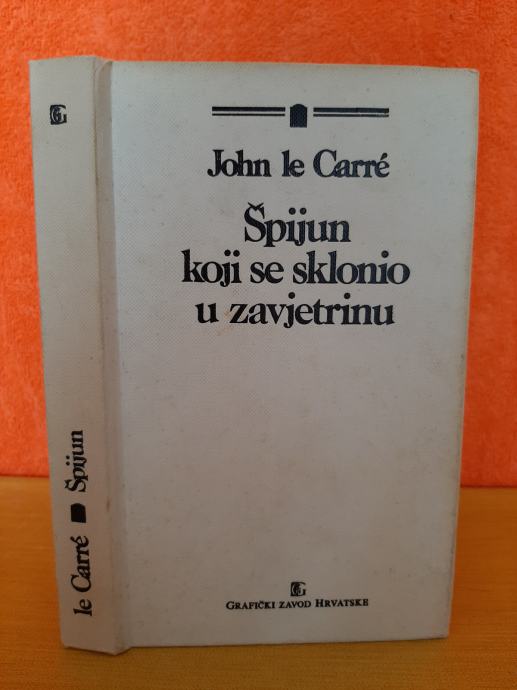 John le Carré
Špijun
koji se sklonio
u zavjetrinu
GRAFIČKI ZAVOD HRVATSKE
le Carré Špijun